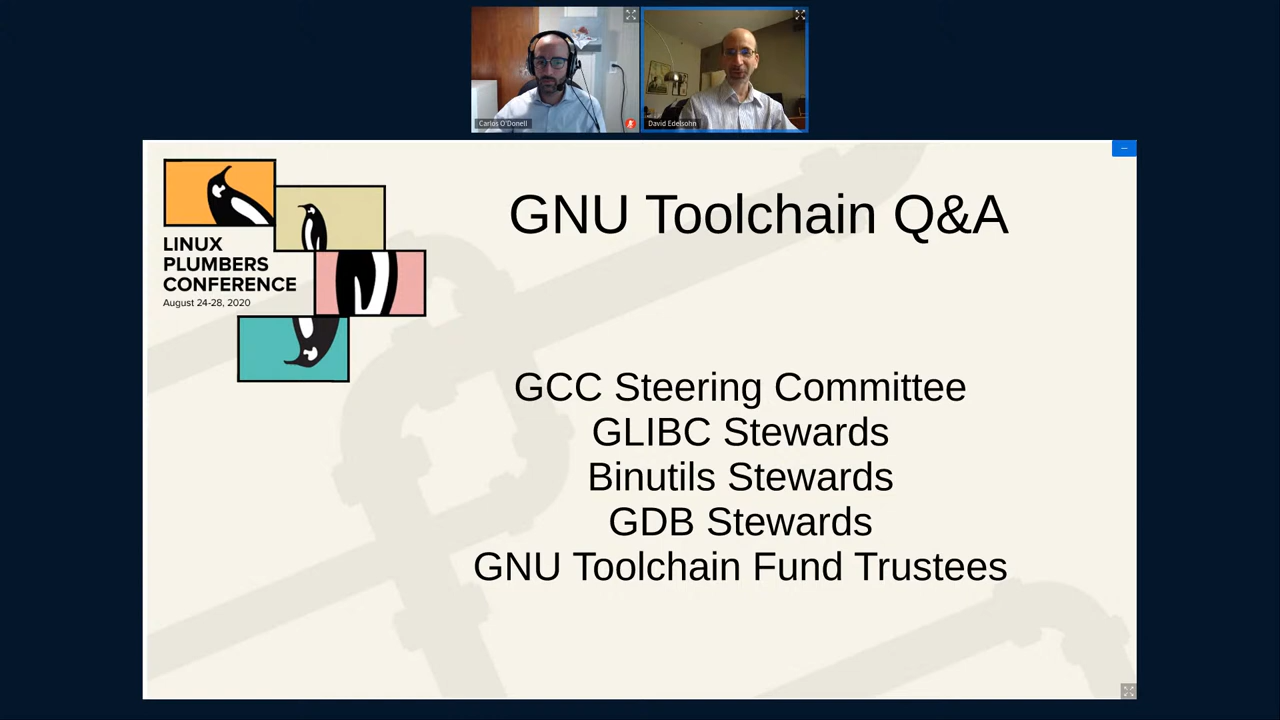 Carlos O'Donell
David Edelsohn
LINUX
PLUMBERS
CONFERENCE
August 24-28, 2020
GNU Toolchain Q&A
GCC Steering Committee
GLIBC Stewards
Binutils Stewards
GDB Stewards
GNU Toolchain Fund Trustees